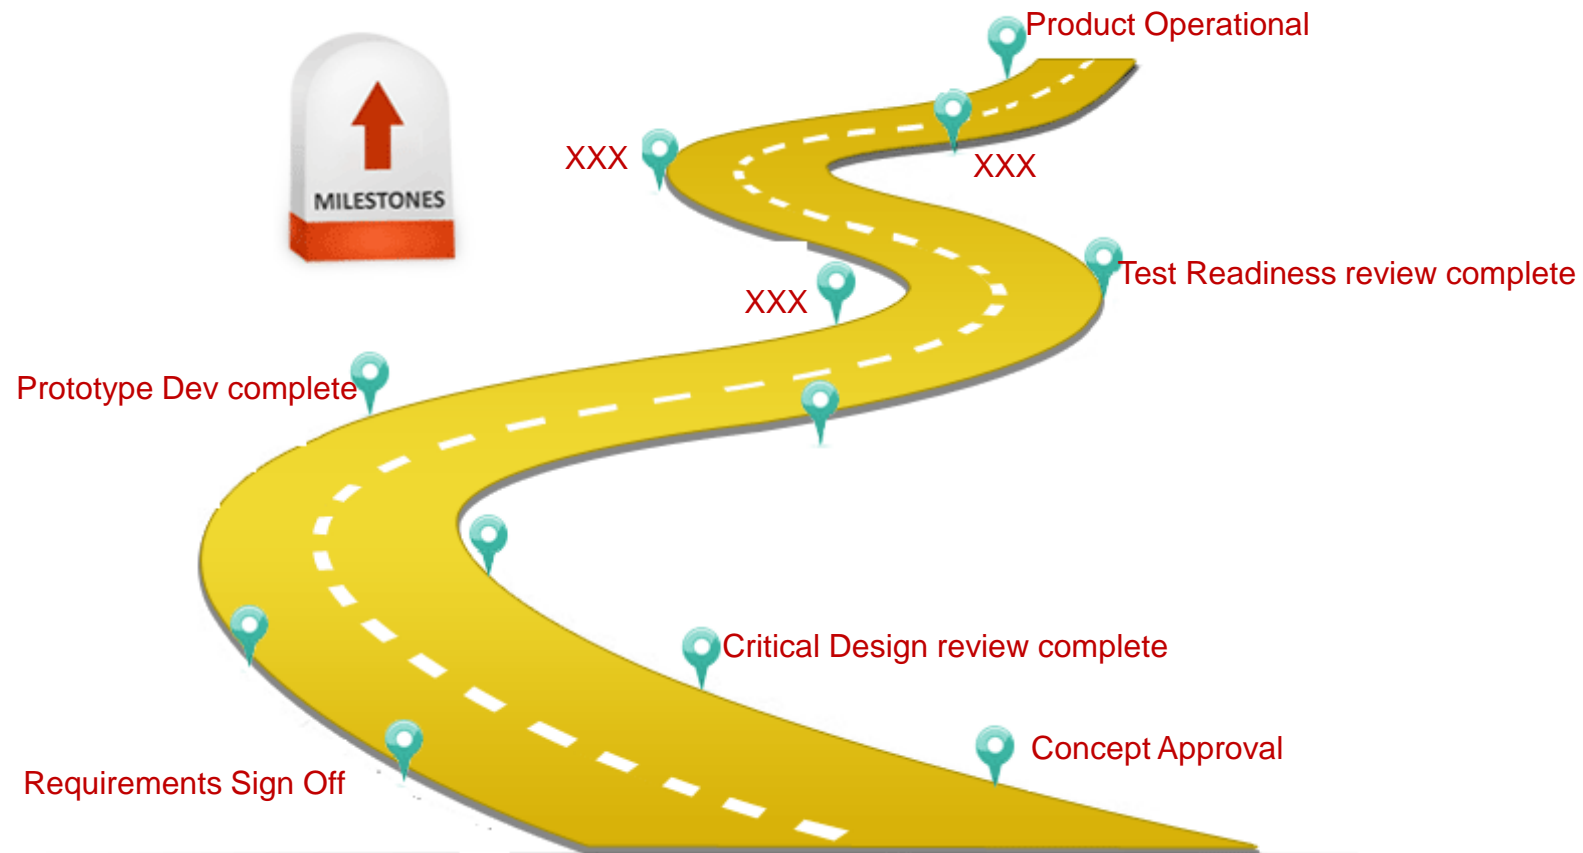 Product Operational
XXX
XXX
MILESTONES
Test Readiness review complete
XXX
Prototype Dev complete
Critical Design review complete
Concept Approval
Requirements Sign Off